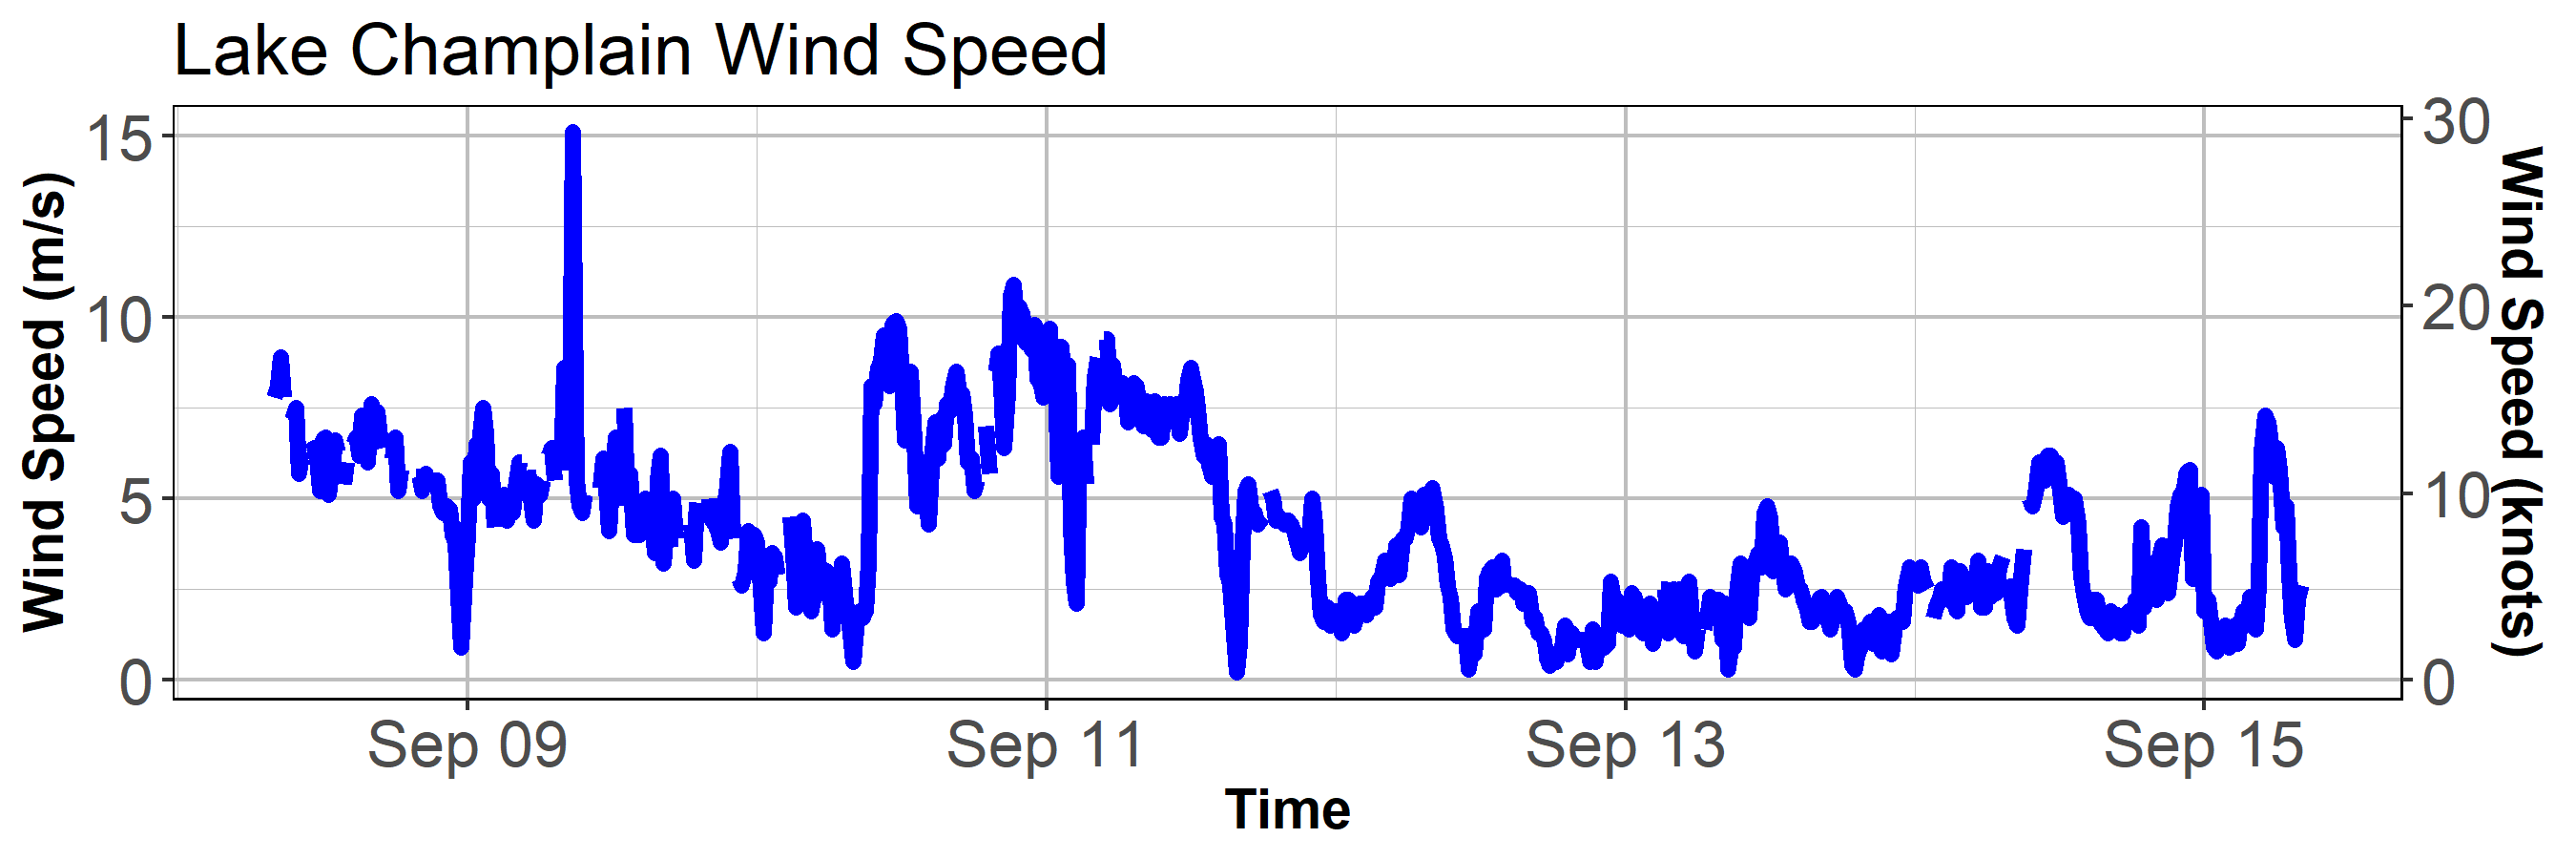 Lake Champlain Wind Speed
Wind Speed (m/s)
15
10
5
0
30
20
10
0
Wind Speed (knots)
Sep 09
Sep 11
Sep 13
Sep 15
Time